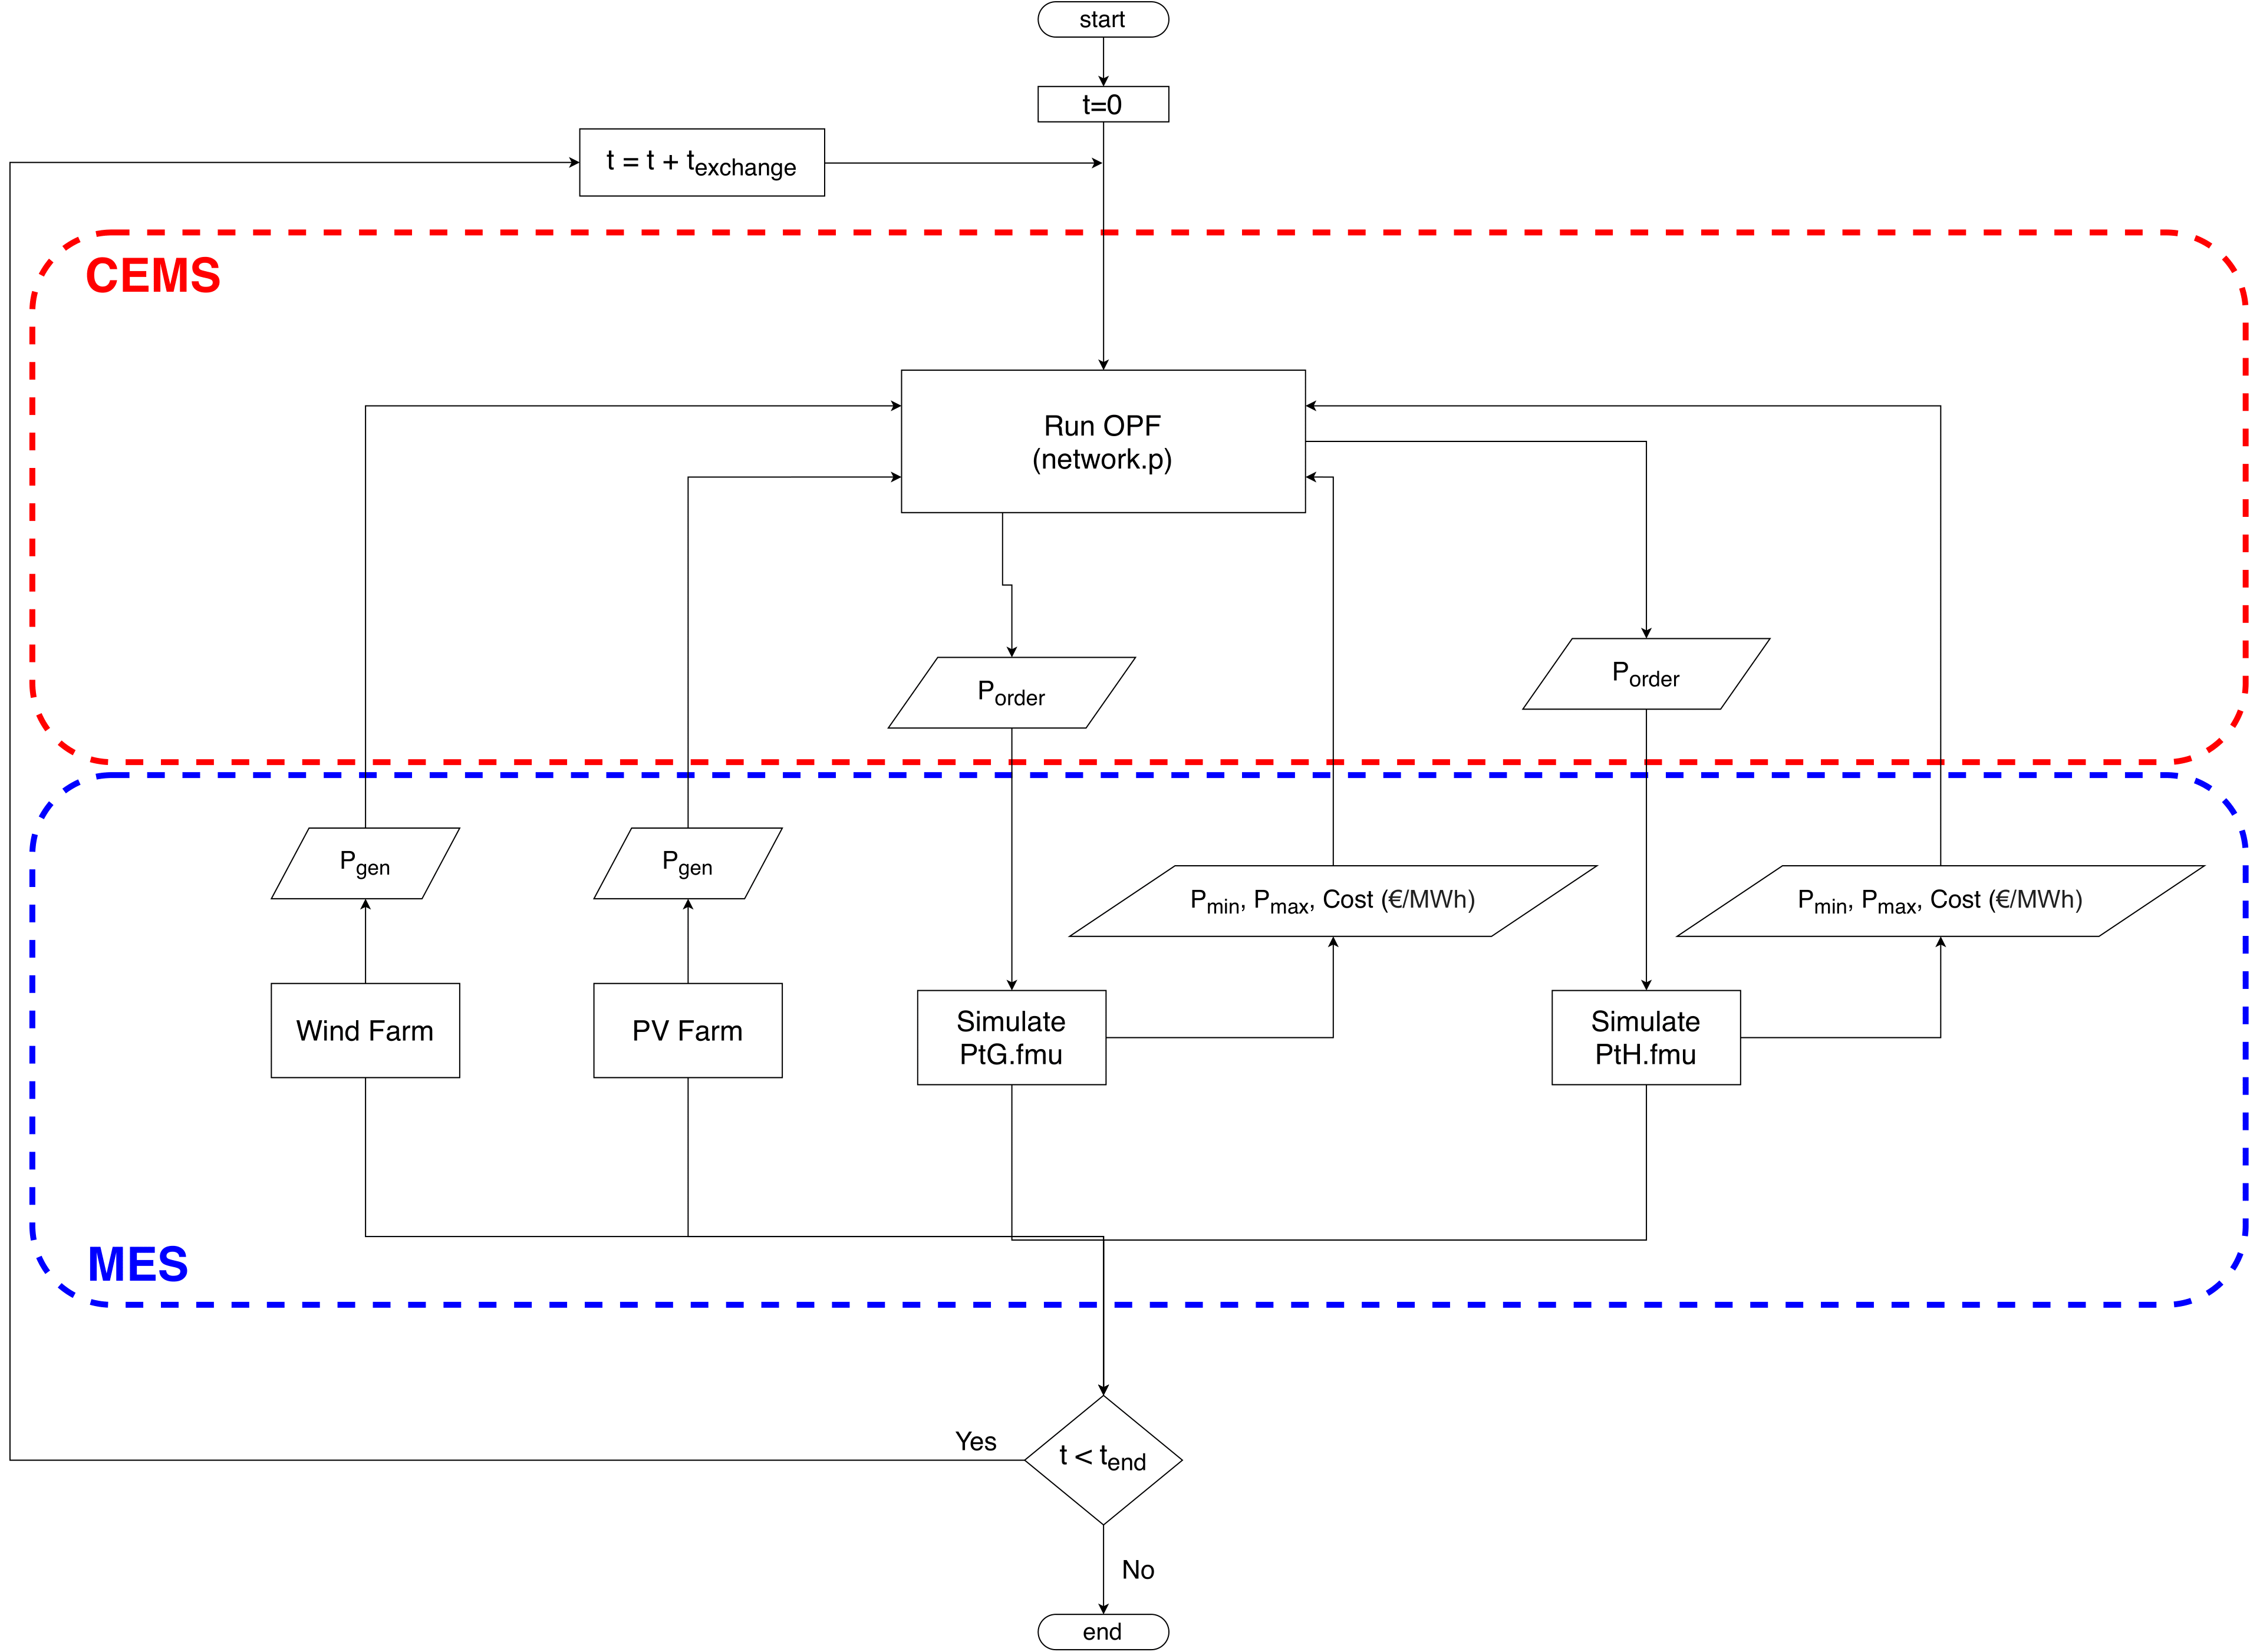 start
t=0
t = t + texchange
CEMS
Run OPF
(network.p)
Porder
Porder
Pgen
Pgen
Pmin, Pmax, Cost (€/MWh)
Pmin, Pmax, Cost (€/MWh)
Wind Farm
PV Farm
Simulate
PtG.fmu
Simulate
PtH.fmu
MES
Yes
t < tend
No
end